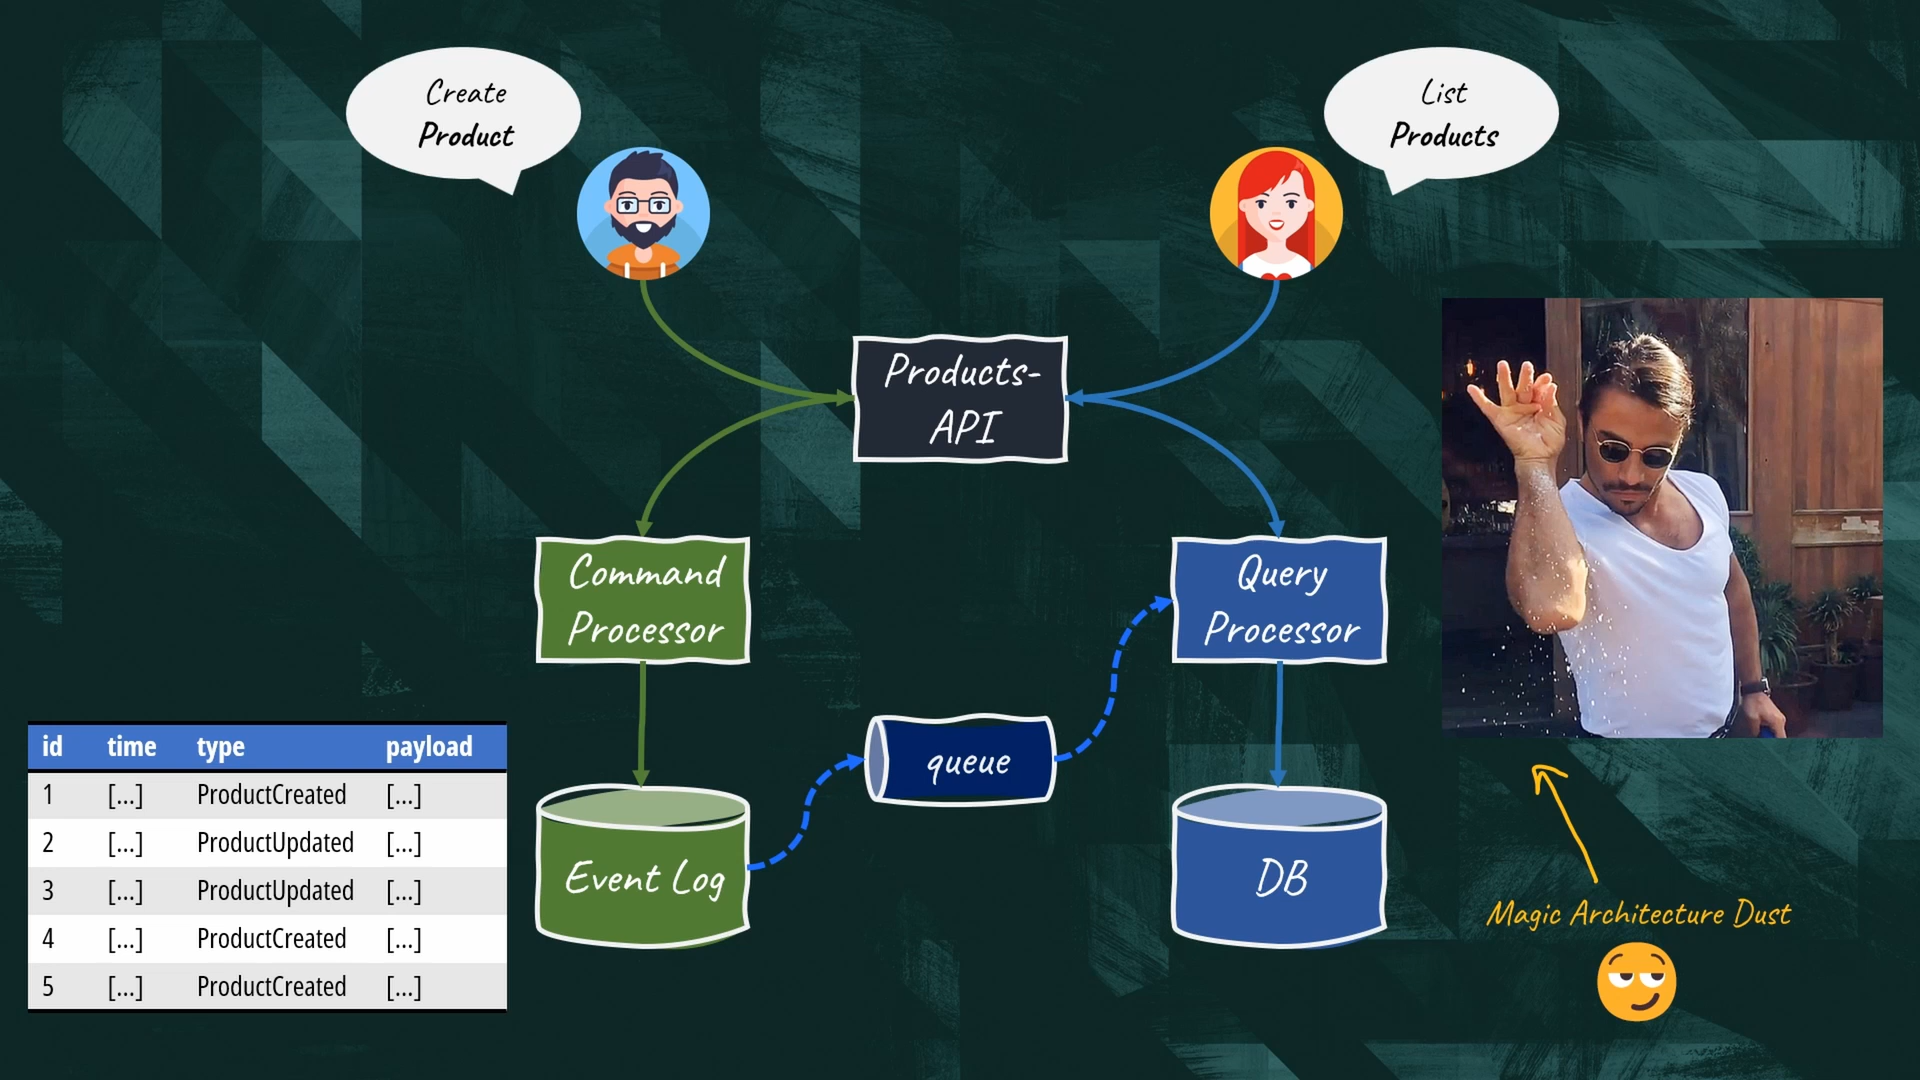 Create
Product
List
Products
Products-
API
Command
Processor
Query
Processor
queue
Event Log
DB
id time type payload
1 [...] ProductCreated [...]
2 [...] ProductUpdated [...]
3 [...] ProductUpdated [...]
4 [...] ProductCreated [...]
5 [...] ProductCreated [...]
Magic Architecture Dust